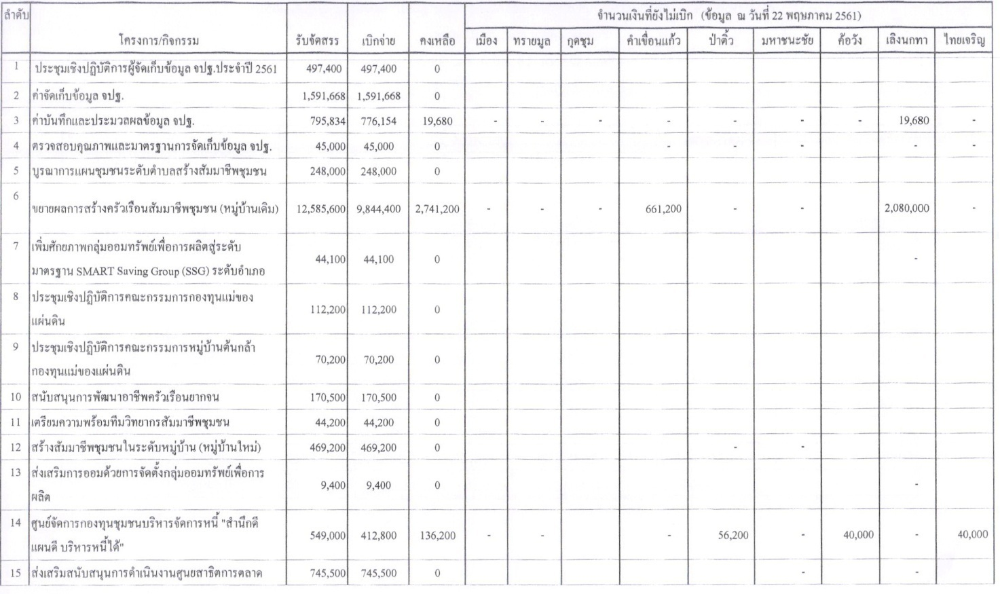 ลำดับ โครงการ/กิจกรรม รับจัดสรร เบิกจ่าย คงเหลือ จำนวนเงินที่ยังไม่เบิก (ข้อมูล ณ วันที่ 22 พฤษภาคม 2561)
เมือง ทรายมูล กุดชุม คำเขื่อนแก้ว ป่าติ้ว มหาชนะชัย ค้อวัง เลิงนกทา ไทยเจริญ
1 ประชุมเชิงปฏิบัติการผู้จัดเก็บข้อมูล จปฐ.ประจำปี 2561 497,400 497,400 0
2 ค่าจัดเก็บข้อมูล จปฐ. 1,591,668 1,591,668 0
3 ค่าบันทึกและประมวลผลข้อมูล จปฐ. 795,834 776,154 19,680 - - - - - - - 19,680 -
4 ตรวจสอบคุณภาพและมาตรฐานการจัดเก็บข้อมูล จปฐ. 45,000 45,000 0 - - - - -
5 บูรณาการแผนชุมชนระดับตำบลสร้างสัมมาชีพชุมชน 248,000 248,000 0
6 ขยายผลการสร้างครัวเรือนสัมมาชีพชุมชน (หมู่บ้านเดิม) 12,585,600 9,844,400 2,741,200 - - - 661,200 - - 2,080,000 -
7 เพิ่มศักยภาพกลุ่มออมทรัพย์เพื่อการผลิตสู่ระดับ
มาตรฐาน SMART Saving Group (SSG) ระดับอำเภอ 44,100 44,100 0 -
8 ประชุมเชิงปฏิบัติการคณะกรรมการกองทุนแม่ของ
แผ่นดิน 112,200 112,200 0
9 ประชุมเชิงปฏิบัติการคณะกรรมการหมู่บ้านต้นกล้า
กองทุนแม่ของแผ่นดิน 70,200 70,200 0
10 สนับสนุนการพัฒนาอาชีพครัวเรือนยากจน 170,500 170,500 0
11 เตรียมความพร้อมทีมวิทยากรสัมมาชีพชุมชน 44,200 44,200 0
12 สร้างสัมมาชีพชุมชนในระดับหมู่บ้าน (หมู่บ้านใหม่) 469,200 469,200 0 - -
13 ส่งเสริมการออมด้วยการจัดตั้งกลุ่มออมทรัพย์เพื่อการ
ผลิต 9,400 9,400 0 -
14 ศูนย์จัดการกองทุนชุมชนบริหารจัดการหนี้ "สำนึกดี
แผนดี บริหารหนี้ได้" 549,000 412,800 136,200 - - - 56,200 - 40,000 - 40,000
15 ส่งเสริมสนับสนุนการดำเนินงานศูนยสาธิตการตลาด 745,500 745,500 0 - -